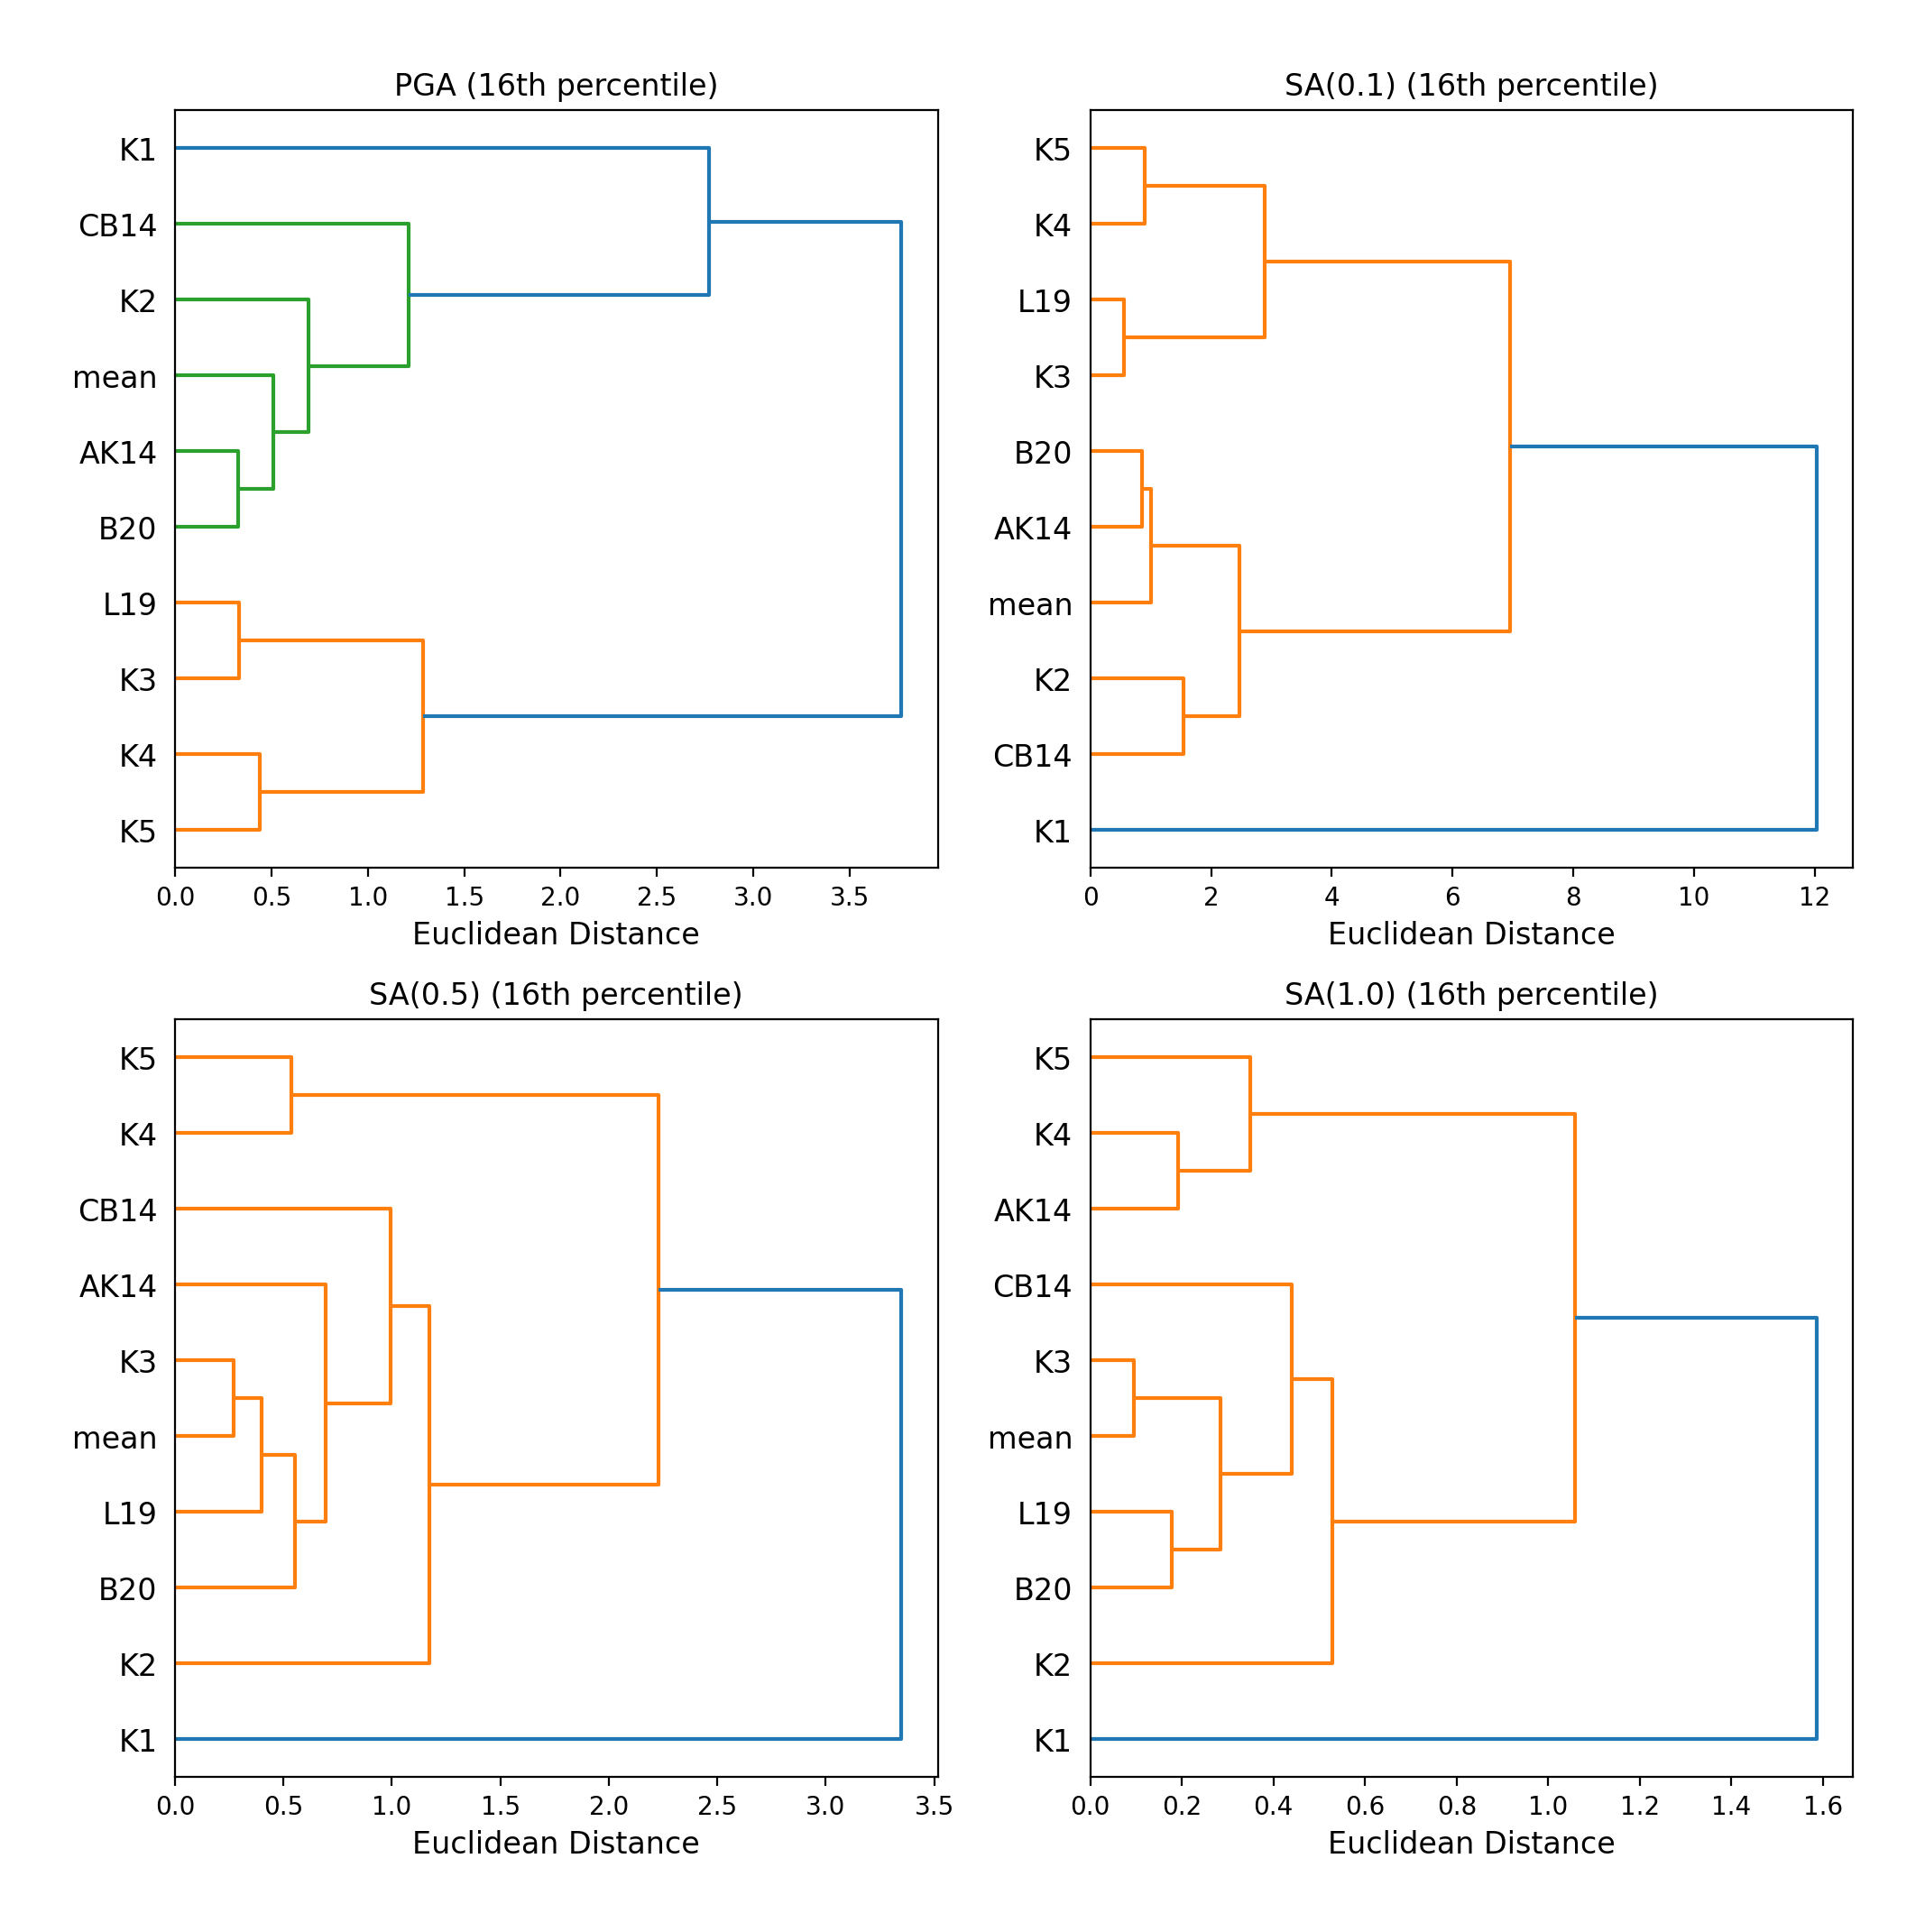 PGA (16th percentile)
K1
CB14
K2
mean
AK14
B20
L19
K3
K4
K5
0.0 0.5 1.0 1.5 2.0 2.5 3.0 3.5
Euclidean Distance
SA(0.1) (16th percentile)
K5
K4
L19
K3
B20
AK14
mean
K2
CB14
K1
0 2 4 6 8 10 12
Euclidean Distance
SA(0.5) (16th percentile)
K5
K4
CB14
AK14
K3
mean
L19
B20
K2
K1
0.0 0.5 1.0 1.5 2.0 2.5 3.0 3.5
Euclidean Distance
SA(1.0) (16th percentile)
K5
K4
AK14
CB14
K3
mean
L19
B20
K2
K1
0.0 0.2 0.4 0.6 0.8 1.0 1.2 1.4 1.6
Euclidean Distance